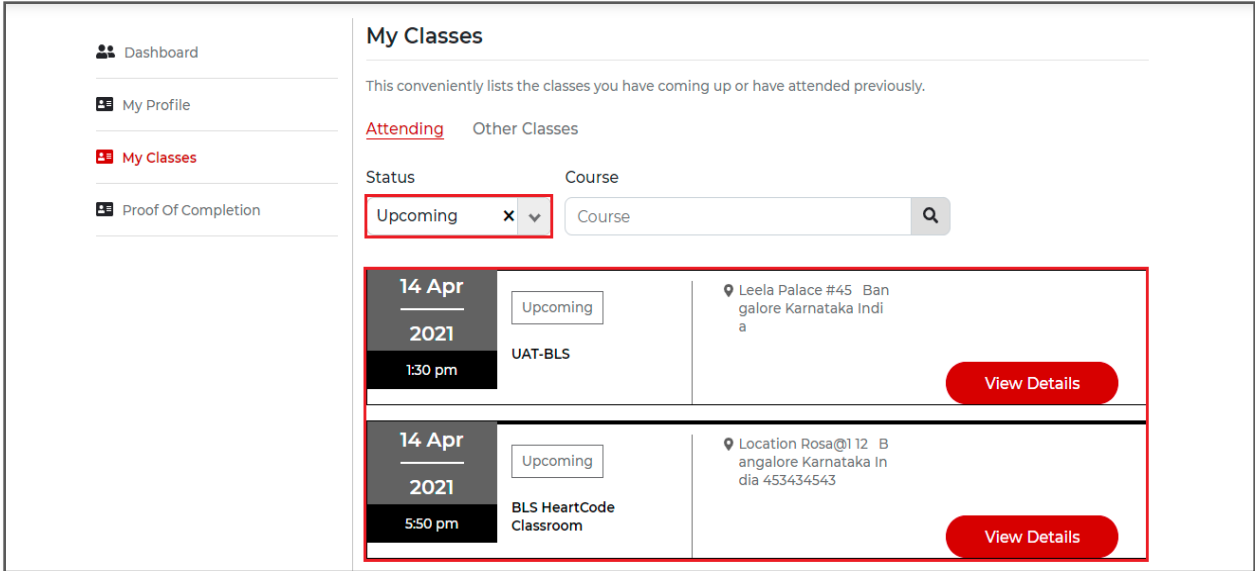 Dashboard
My Profile
My Classes
Proof Of Completion
My Classes
This conveniently lists the classes you have coming up or have attended previously.
Attending Other Classes
Status Course
Upcoming Course
14 Apr
2021
1:30 pm
Upcoming
UAT-BLS
Leela Palace #45 Ban
galore Karnataka Indi
a
View Details
14 Apr
2021
5:50 pm
Upcoming
BLS HeartCode
Classroom
Location Rosa@1 12 B
angalore Karnataka In
dia 453434543
View Details